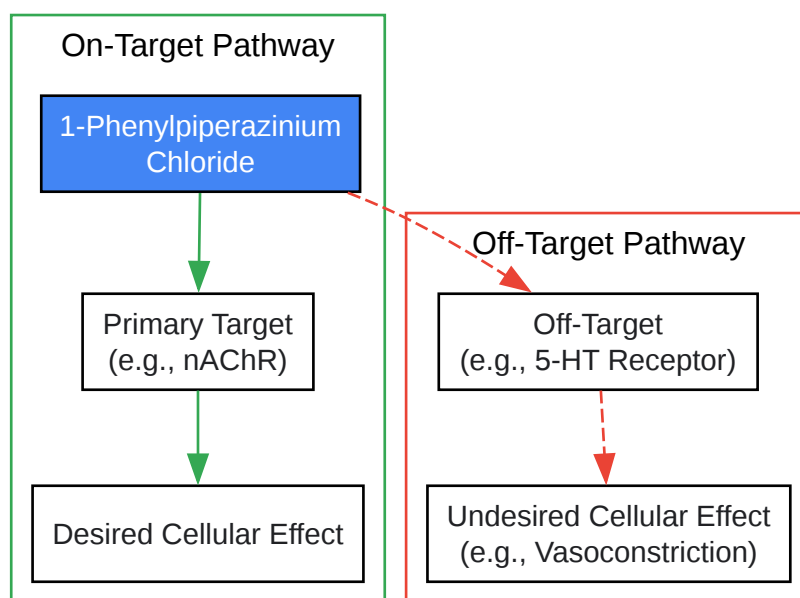 On-Target Pathway
1-Phenylpiperazinium
Chloride
Off-Target Pathway
Primary Target
(e.g., nAChR)
Off-Target
(e.g., 5-HT Receptor)
Desired Cellular Effect
Undesired Cellular Effect
(e.g., Vasoconstriction)